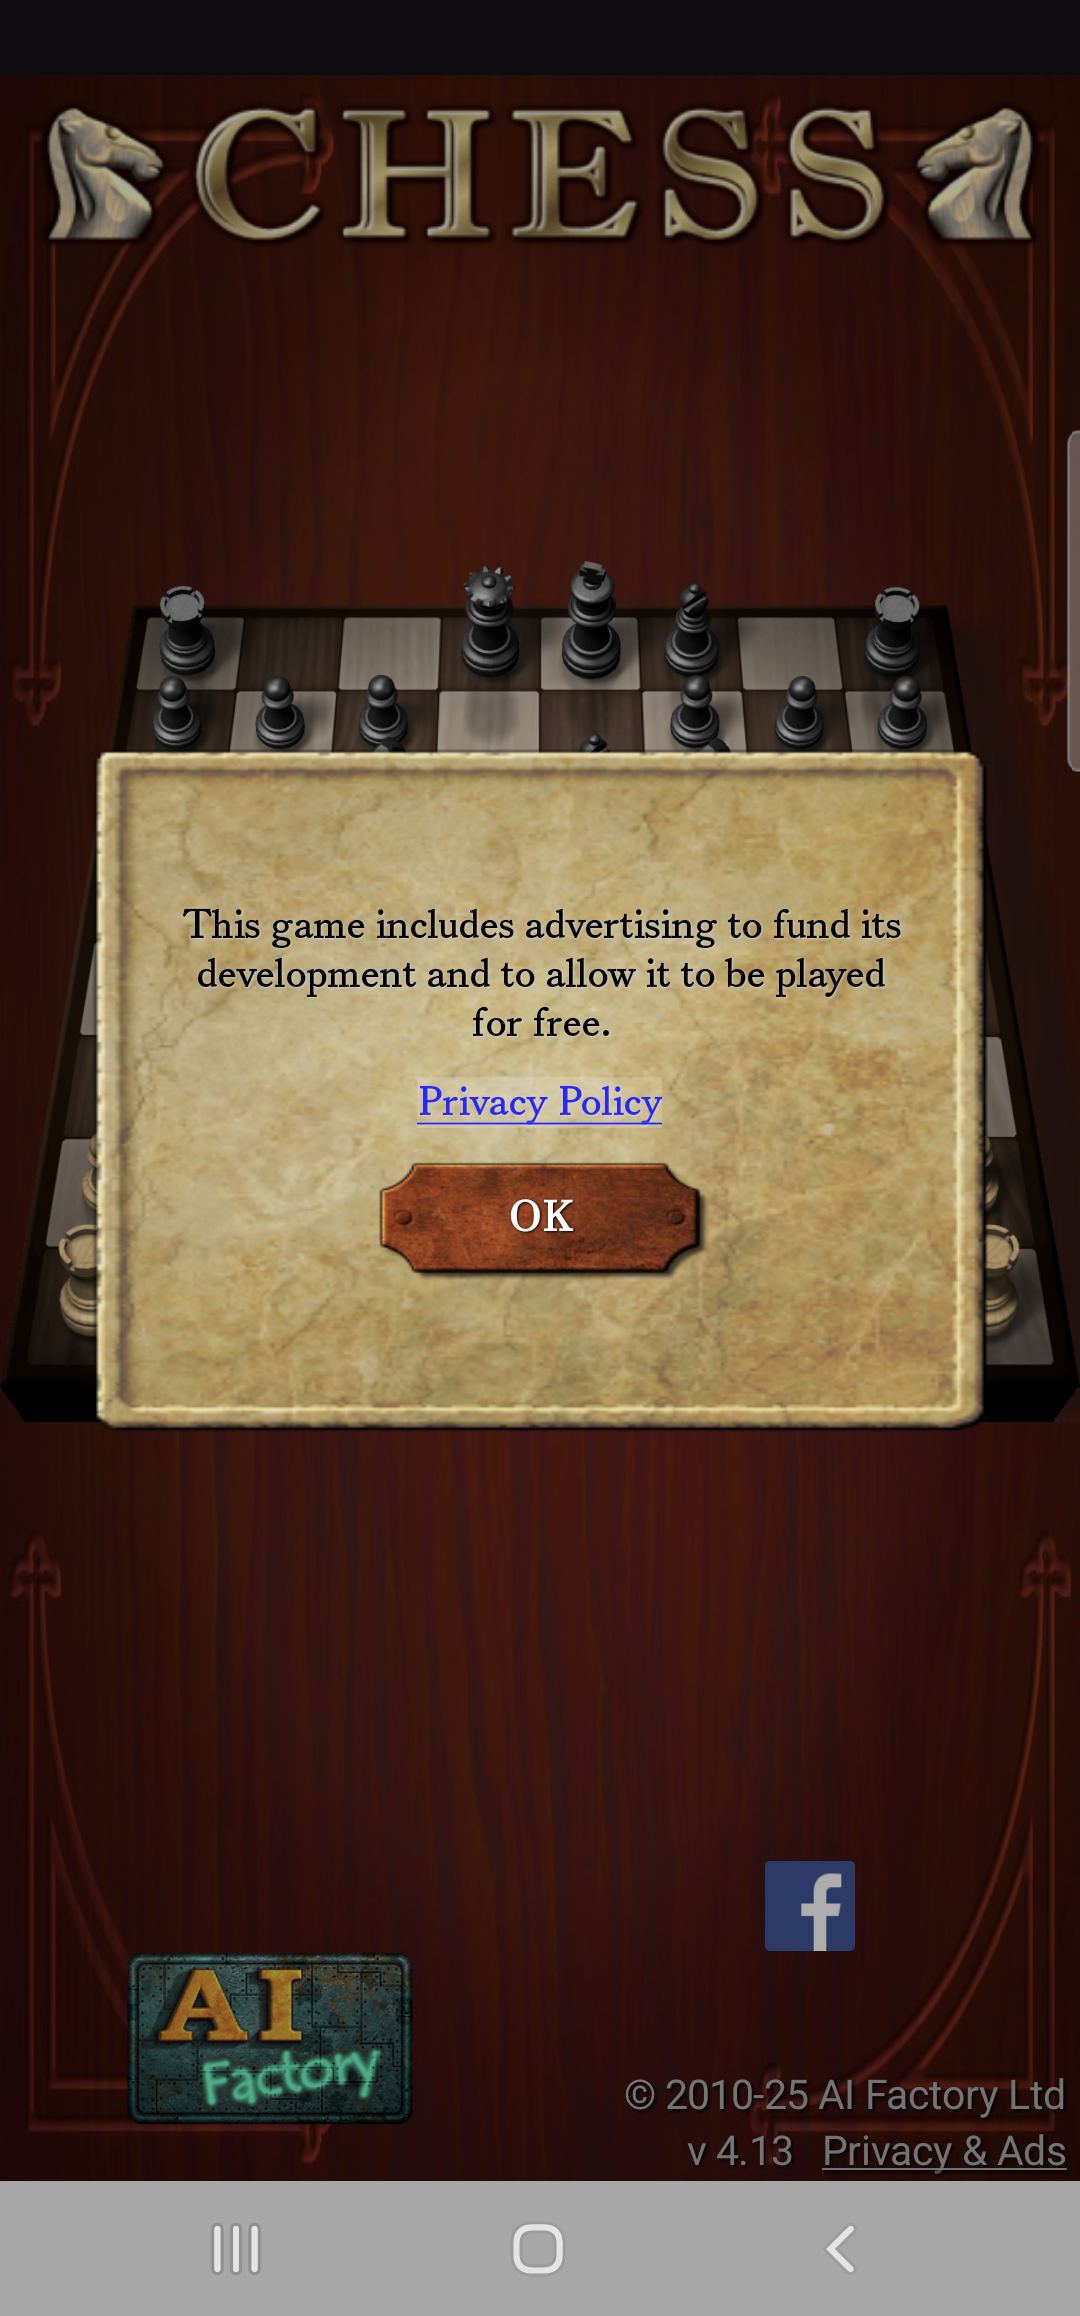 CHESS
This game includes advertising to fund its
development and to allow it to be played
for free.
Privacy Policy
OK
f
AI
Factory
© 2010-25 AI Factory Ltd
v 4.13 Privacy & Ads